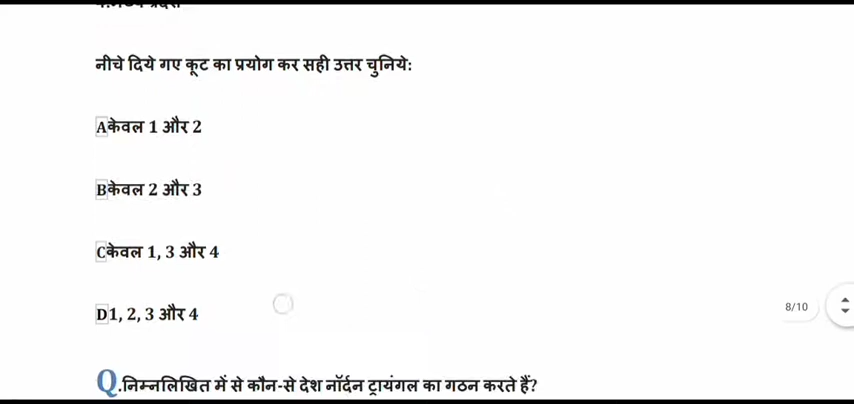 नीचे दिये गए कूट का प्रयोग कर सही उत्तर चुनिये:
Aकेवल 1 और 2
Bकेवल 2 और 3
Cकेवल 1, 3 और 4
D1, 2, 3 और 4
8/10
Q.निम्नलिखित में से कौन-से देश नॉर्दन ट्रायंगल का गठन करते हैं?